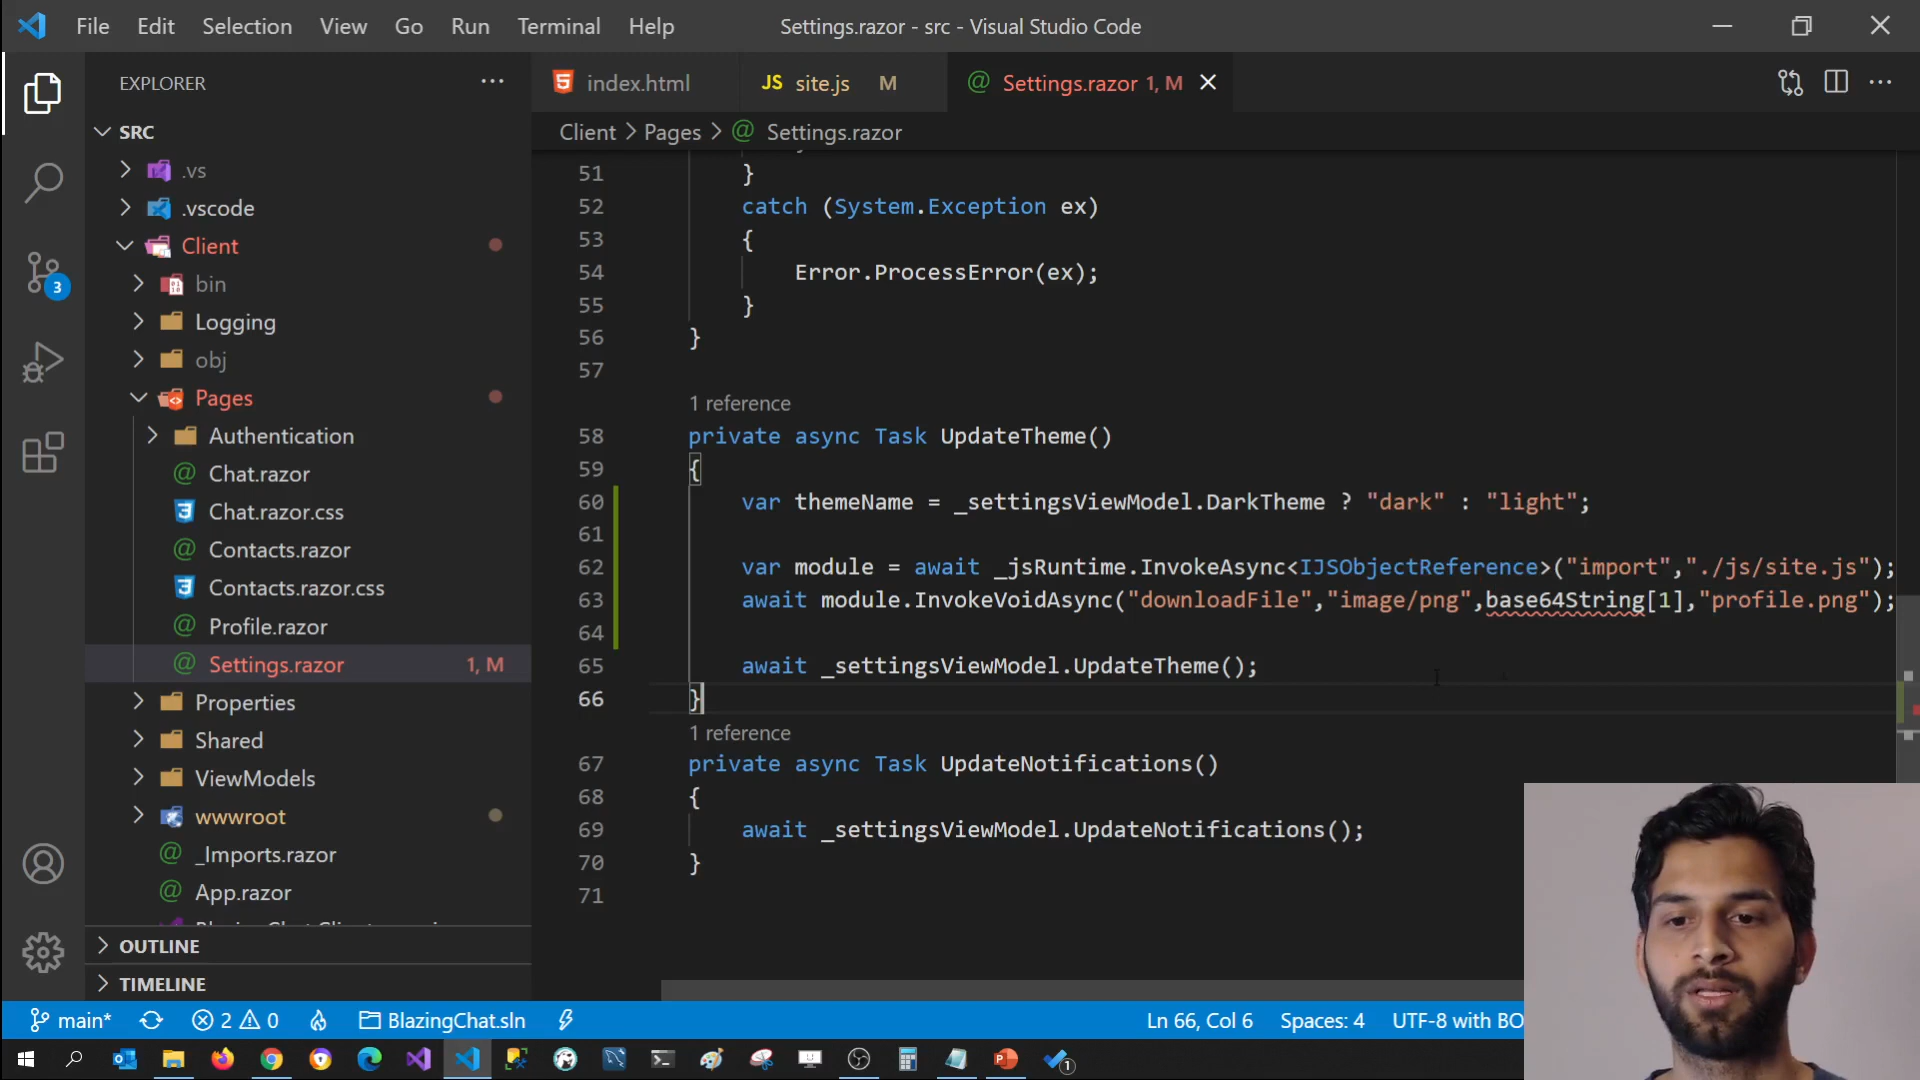 File Edit Selection View Go Run Terminal Help
Settings.razor - src - Visual Studio Code
EXPLORER
index.html
JS site.js M
Settings.razor 1, M
Client > Pages > Settings.razor
SRC
.vs
.vscode
Client
bin
Logging
obj
Pages
Authentication
Chat.razor
Chat.razor.css
Contacts.razor
Contacts.razor.css
Profile.razor
Settings.razor 1, M
Properties
Shared
ViewModels
wwwroot
_Imports.razor
App.razor
OUTLINE
TIMELINE
3
51 }
52 catch (System.Exception ex)
53 {
54 Error.ProcessError(ex);
55 }
56 }
57
1 reference
58 private async Task UpdateTheme()
59 {
60 var themeName = _settingsViewModel.DarkTheme ? "dark" : "light";
61
62 var module = await _jsRuntime.InvokeAsync<IJSObjectReference>("import","./js/site.js");
63 await module.InvokeVoidAsync("downloadFile","image/png",base64String[1],"profile.png");
64
65 await _settingsViewModel.UpdateTheme();
66 }
1 reference
67 private async Task UpdateNotifications()
68 {
69 await _settingsViewModel.UpdateNotifications();
70 }
71
main* 2 0 BlazingChat.sln
Ln 66, Col 6 Spaces: 4 UTF-8 with BO
1